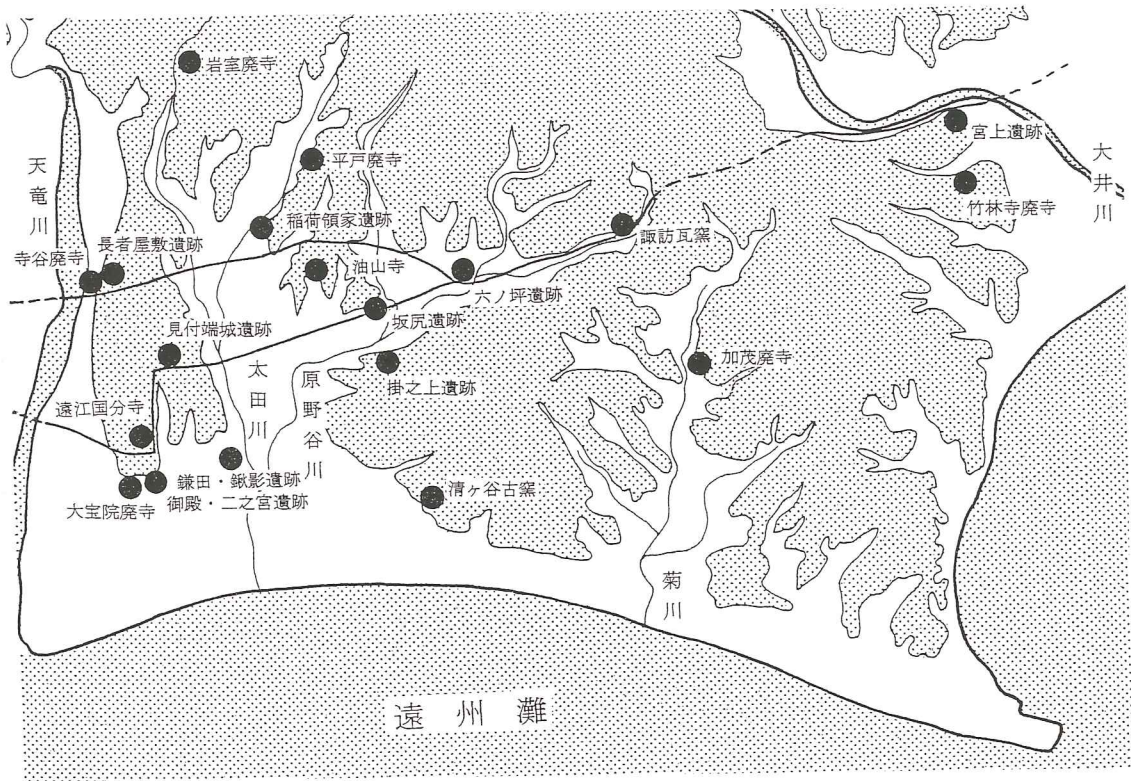 岩室廃寺
宮上遺跡
天竜川
平戸廃寺
大井川
竹林寺廃寺
稲荷領家遺跡
諏訪瓦窯
長者屋敷遺跡
寺谷廃寺
油山寺
六ノ坪遺跡
坂尻遺跡
見付端城遺跡
加茂廃寺
太田川
原野谷川
掛之上遺跡
遠江国分寺
鎌田・鍬影遺跡
清ヶ谷古窯
大宝院廃寺
御殿・二之宮遺跡
菊川
遠州灘